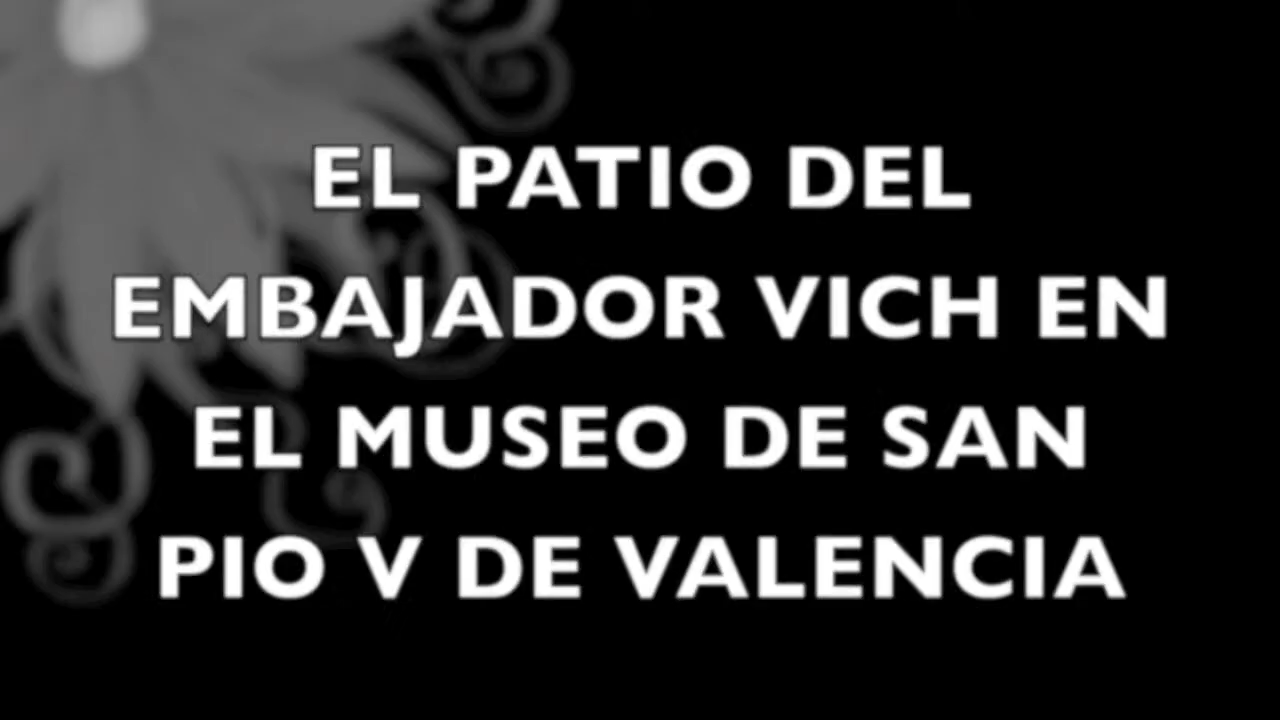 EL PATIO DEL
EMBAJADOR VICH EN
EL MUSEO DE SAN
PIO V DE VALENCIA